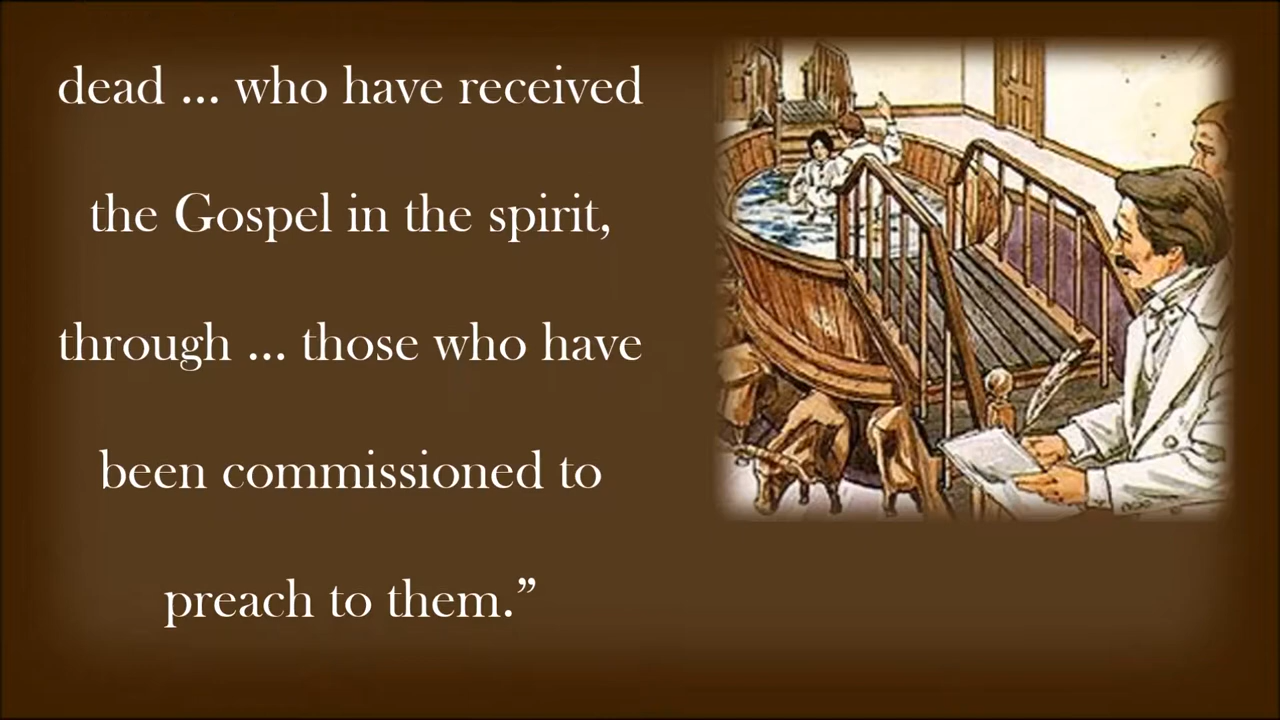 dead ... who have received
the Gospel in the spirit,
through ... those who have
been commissioned to
preach to them.”